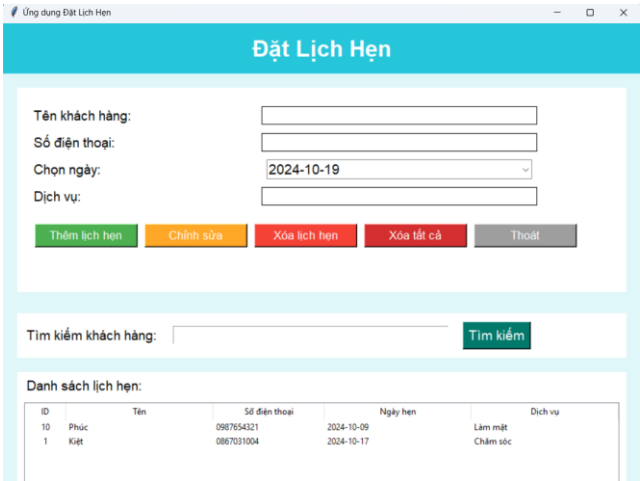 Ứng dụng Đặt Lịch Hẹn
Đặt Lịch Hẹn
Tên khách hàng:
Số điện thoại:
Chọn ngày: 2024-10-19
Dịch vụ:
Thêm lịch hẹn Chỉnh sửa Xóa lịch hẹn Xóa tất cả Thoát
Tìm kiếm khách hàng: Tìm kiếm
Danh sách lịch hẹn:
ID Tên Số điện thoại Ngày hẹn Dịch vụ
10 Phúc 0987654321 2024-10-09 Làm mặt
1 Kiệt 0867031004 2024-10-17 Chăm sóc